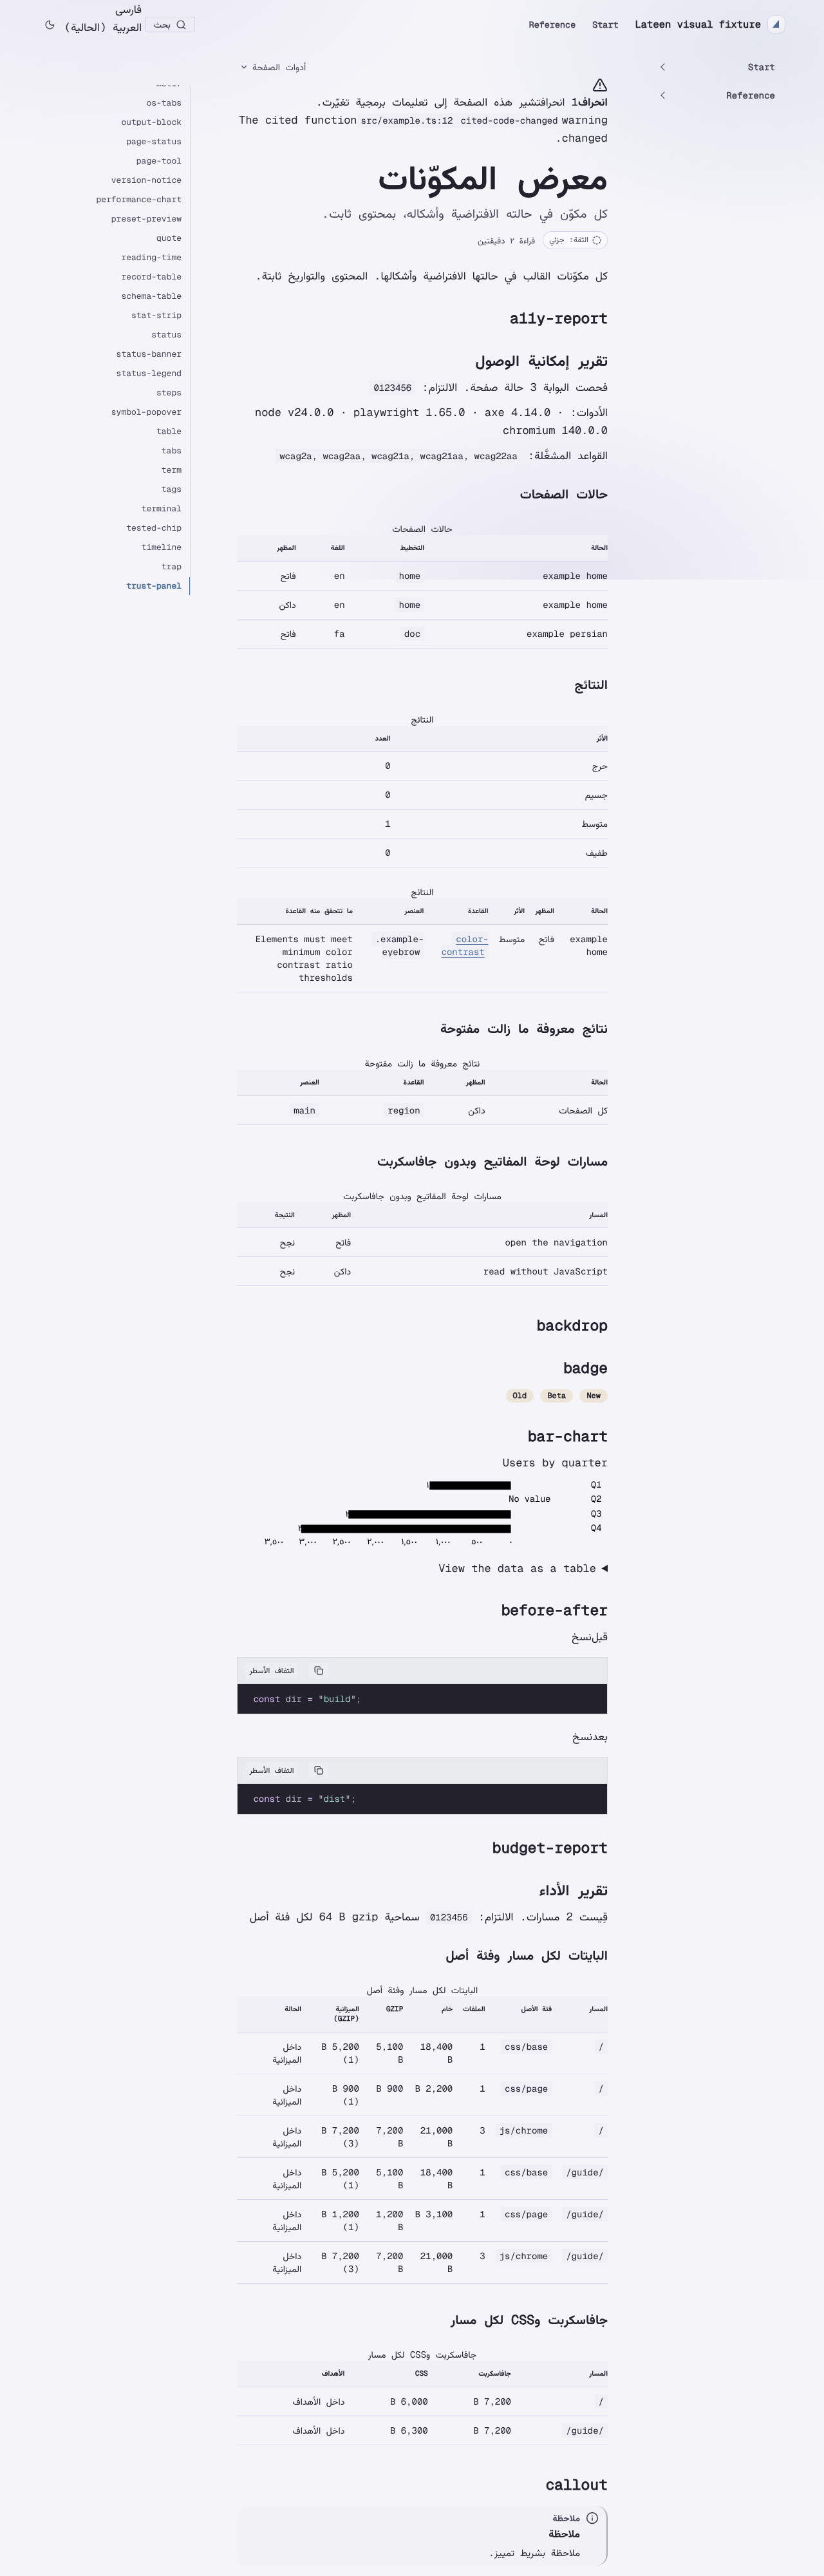 Lateen visual fixture
Start
Reference
بحث
فارسی
العربية (الحالية)
Start
Reference
أدوات الصفحة
انحراف1 انحرافتشير هذه الصفحة إلى تعليمات برمجية تغيّرت.
The cited function src/example.ts:12 cited-code-changed warning
changed.
معرض المكوّنات
كل مكوّن في حالته الافتراضية وأشكاله، بمحتوى ثابت.
الثقة: جزئي
قراءة ٢ دقيقتين
كل مكوّنات القالب في حالتها الافتراضية وأشكالها. المحتوى والتواريخ ثابتة.
a11y-report
تقرير إمكانية الوصول
فحصت البوابة 3 حالة صفحة. الالتزام: 0123456
الأدوات: node v24.0.0 · playwright 1.65.0 · axe 4.14.0 ·
chromium 140.0.0
القواعد المشغَّلة: wcag2a, wcag2aa, wcag21a, wcag21aa, wcag22aa
حالات الصفحات
حالات الصفحات
الحالة التخطيط اللغة المظهر
example home home en فاتح
example home home en داكن
example persian doc fa فاتح
النتائج
النتائج
الأثر العدد
حرج 0
جسيم 0
متوسط 1
طفيف 0
النتائج
الحالة المظهر الأثر القاعدة العنصر ما تتحقق منه القاعدة
example home فاتح متوسط color-contrast .example-eyebrow Elements must meet
minimum color
contrast ratio
thresholds
نتائج معروفة ما زالت مفتوحة
نتائج معروفة ما زالت مفتوحة
الحالة المظهر القاعدة العنصر
كل الصفحات داكن region main
مسارات لوحة المفاتيح وبدون جافاسكربت
مسارات لوحة المفاتيح وبدون جافاسكربت
المسار المظهر النتيجة
open the navigation فاتح نجح
read without JavaScript داكن نجح
backdrop
badge
New Beta Old
bar-chart
Users by quarter
Q1
Q2 No value
Q3
Q4
٠ ٥٠٠ ١٬٠٠٠ ١٬٥٠٠ ٢٬٠٠٠ ٢٬٥٠٠ ٣٬٠٠٠ ٣٬٥٠٠
View the data as a table
before-after
قبلنسخ
التفاف الأسطر
const dir = "build";
بعدنسخ
التفاف الأسطر
const dir = "dist";
budget-report
تقرير الأداء
قيست 2 مسارات. الالتزام: 0123456 سماحية 64 B gzip لكل فئة أصل
البايتات لكل مسار وفئة أصل
البايتات لكل مسار وفئة أصل
المسار فئة الأصل الملفات خام GZIP الميزانية (GZIP) الحالة
/ css/base 1 18,400 B 5,100 B 5,200 B (1) داخل الميزانية
/ css/page 1 2,200 B 900 B 900 B (1) داخل الميزانية
/ js/chrome 3 21,000 B 7,200 B 7,200 B (3) داخل الميزانية
/guide/ css/base 1 18,400 B 5,100 B 5,200 B (1) داخل الميزانية
/guide/ css/page 1 3,100 B 1,200 B 1,200 B (1) داخل الميزانية
/guide/ js/chrome 3 21,000 B 7,200 B 7,200 B (3) داخل الميزانية
جافاسكربت وCSS لكل مسار
جافاسكربت وCSS لكل مسار
المسار جافاسكربت CSS الأهداف
/ 7,200 B 6,000 B داخل الأهداف
/guide/ 7,200 B 6,300 B داخل الأهداف
callout
ملاحظة
ملاحظة
ملاحظة بشريط تمييز.
os-tabs
output-block
page-status
page-tool
version-notice
performance-chart
preset-preview
quote
reading-time
record-table
schema-table
stat-strip
status
status-banner
status-legend
steps
symbol-popover
table
tabs
term
tags
terminal
tested-chip
timeline
trap
trust-panel